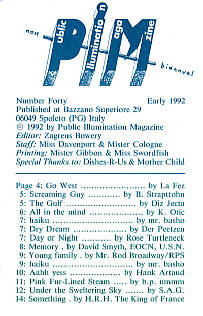 non Public Illumination Magazine biannual
PIM
Number Forty Early 1992
Published at Bazzano Superiore 29
06049 Spoleto (PG) Italy
© 1992 by Public Illumination Magazine
Editor: Zagreus Bowery
Staff: Miss Davenport & Mister Cologne
Printing: Mister Gibbon & Miss Swordfish
Special Thanks to: Dishes-R-Us & Mother Child
Page 4: Go West ........................ by La Fez
5: Screaming Guy ............ by B. Strapttohn
5: The Gulf ........................ by Diz Jecta
6: All in the mind .................... by K. Otic
7: haiku ............................ by mr. basho
7: Dry Dream .................. by Der Pertzen
7: Day or Night ........... by Rose Turtleneck
8: Memory . by David Smyth, EOCN, U.S.N.
9: Young family . by Mr. Rod Broadway/RPS
9: haiku ............................ by mr. basho
10: Aahh yess .................. by Hank Artaud
11: Pink Fur-Lined Steam ..... by h.p. ummm
12: Under the Sweltering Sky ....... by S.A.G.
14: Something . by H.R.H. The King of France